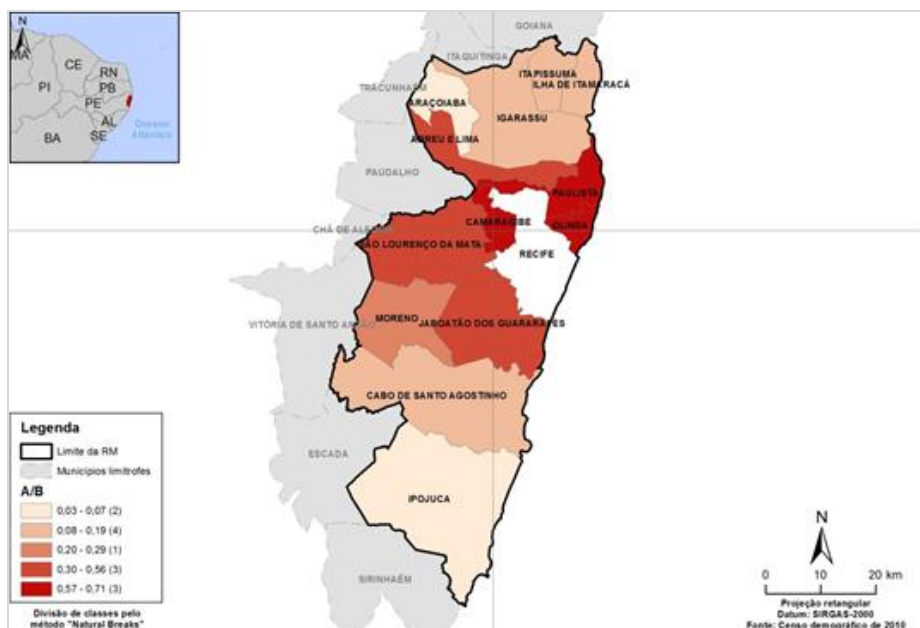 N
MA
CE
RN
PI
PB
PE
AL
SE
BA
Oceano
Atlântico
GOIANA
ITAQUITINGA
ITAPISSUMA
ILHA DE ITAMARACÁ
TRACUNHAÉM
ARAÇOIABA
IGARASSU
ABREU E LIMA
PAUDALHO
PAULISTA
CAMARAGIBE
OLINDA
CHÃ DE ALEGRIA
SÃO LOURENÇO DA MATA
RECIFE
VITÓRIA DE SANTO ANTÃO
MORENO
JABOATÃO DOS GUARARAPES
CABO DE SANTO AGOSTINHO
ESCADA
IPOJUCA
SIRINHAÉM
Legenda
Limite da RM
Municípios limítrofes
A/B
0,03 - 0,07 (2)
0,08 - 0,19 (4)
0,20 - 0,29 (1)
0,30 - 0,56 (3)
0,57 - 0,71 (3)
Divisão de classes pelo
método "Natural Breaks"
N
0 10 20 km
Projeção retangular
Datum: SIRGAS-2000
Fonte: Censo demográfico de 2010